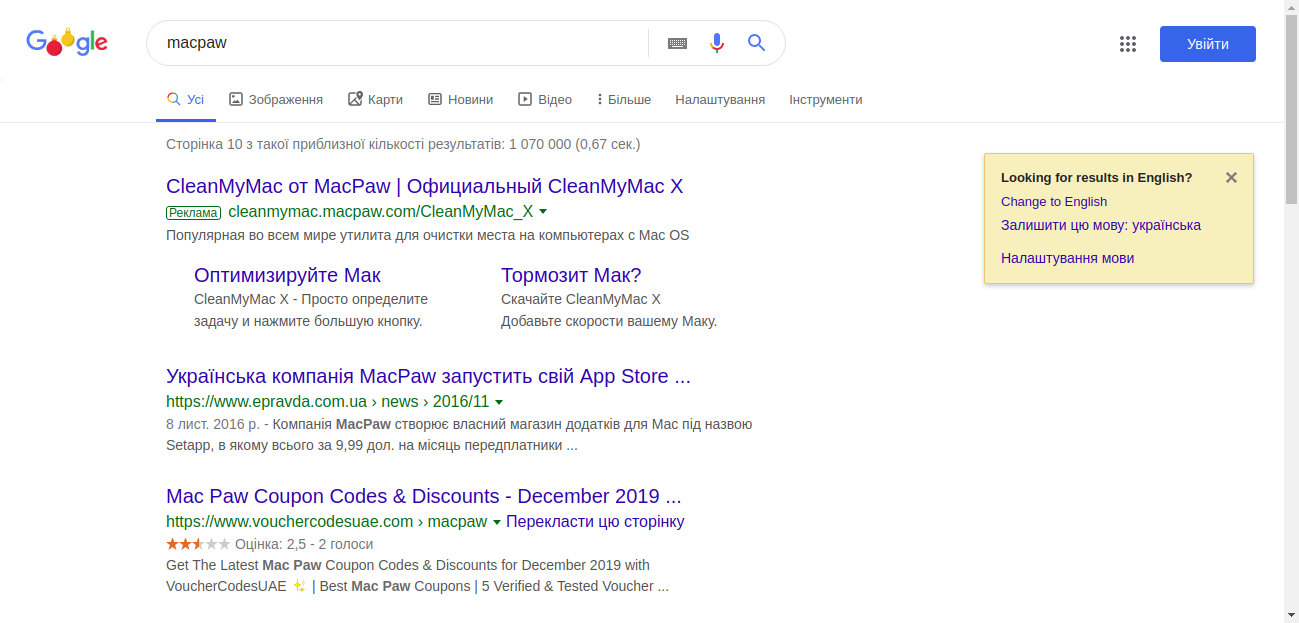 Google
macpaw
Увійти
Усі Зображення Карти Новини Відео Більше Налаштування Інструменти
Сторінка 10 з такої приблизної кількості результатів: 1 070 000 (0,67 сек.)
CleanMyMac от MacPaw | Официальный CleanMyMac X
Реклама cleanmymac.macpaw.com/CleanMyMac_X
Популярная во всем мире утилита для очистки места на компьютерах с Mac OS
Оптимизируйте Мак
CleanMyMac X - Просто определите
задачу и нажмите большую кнопку.
Тормозит Мак?
Скачайте CleanMyMac X
Добавьте скорости вашему Маку.
Українська компанія MacPaw запустить свій App Store ...
https://www.epravda.com.ua › news › 2016/11
8 лист. 2016 р. - Компанія MacPaw створює власний магазин додатків для Mac під назвою
Setapp, в якому всього за 9,99 дол. на місяць передплатники ...
Mac Paw Coupon Codes & Discounts - December 2019 ...
https://www.vouchercodesuae.com › macpaw Перекласти цю сторінку
Оцінка: 2,5 - 2 голоси
Get The Latest Mac Paw Coupon Codes & Discounts for December 2019 with
VoucherCodesUAE ✨ | Best Mac Paw Coupons | 5 Verified & Tested Voucher ...
Looking for results in English?
Change to English
Залишити цю мову: українська
Налаштування мови